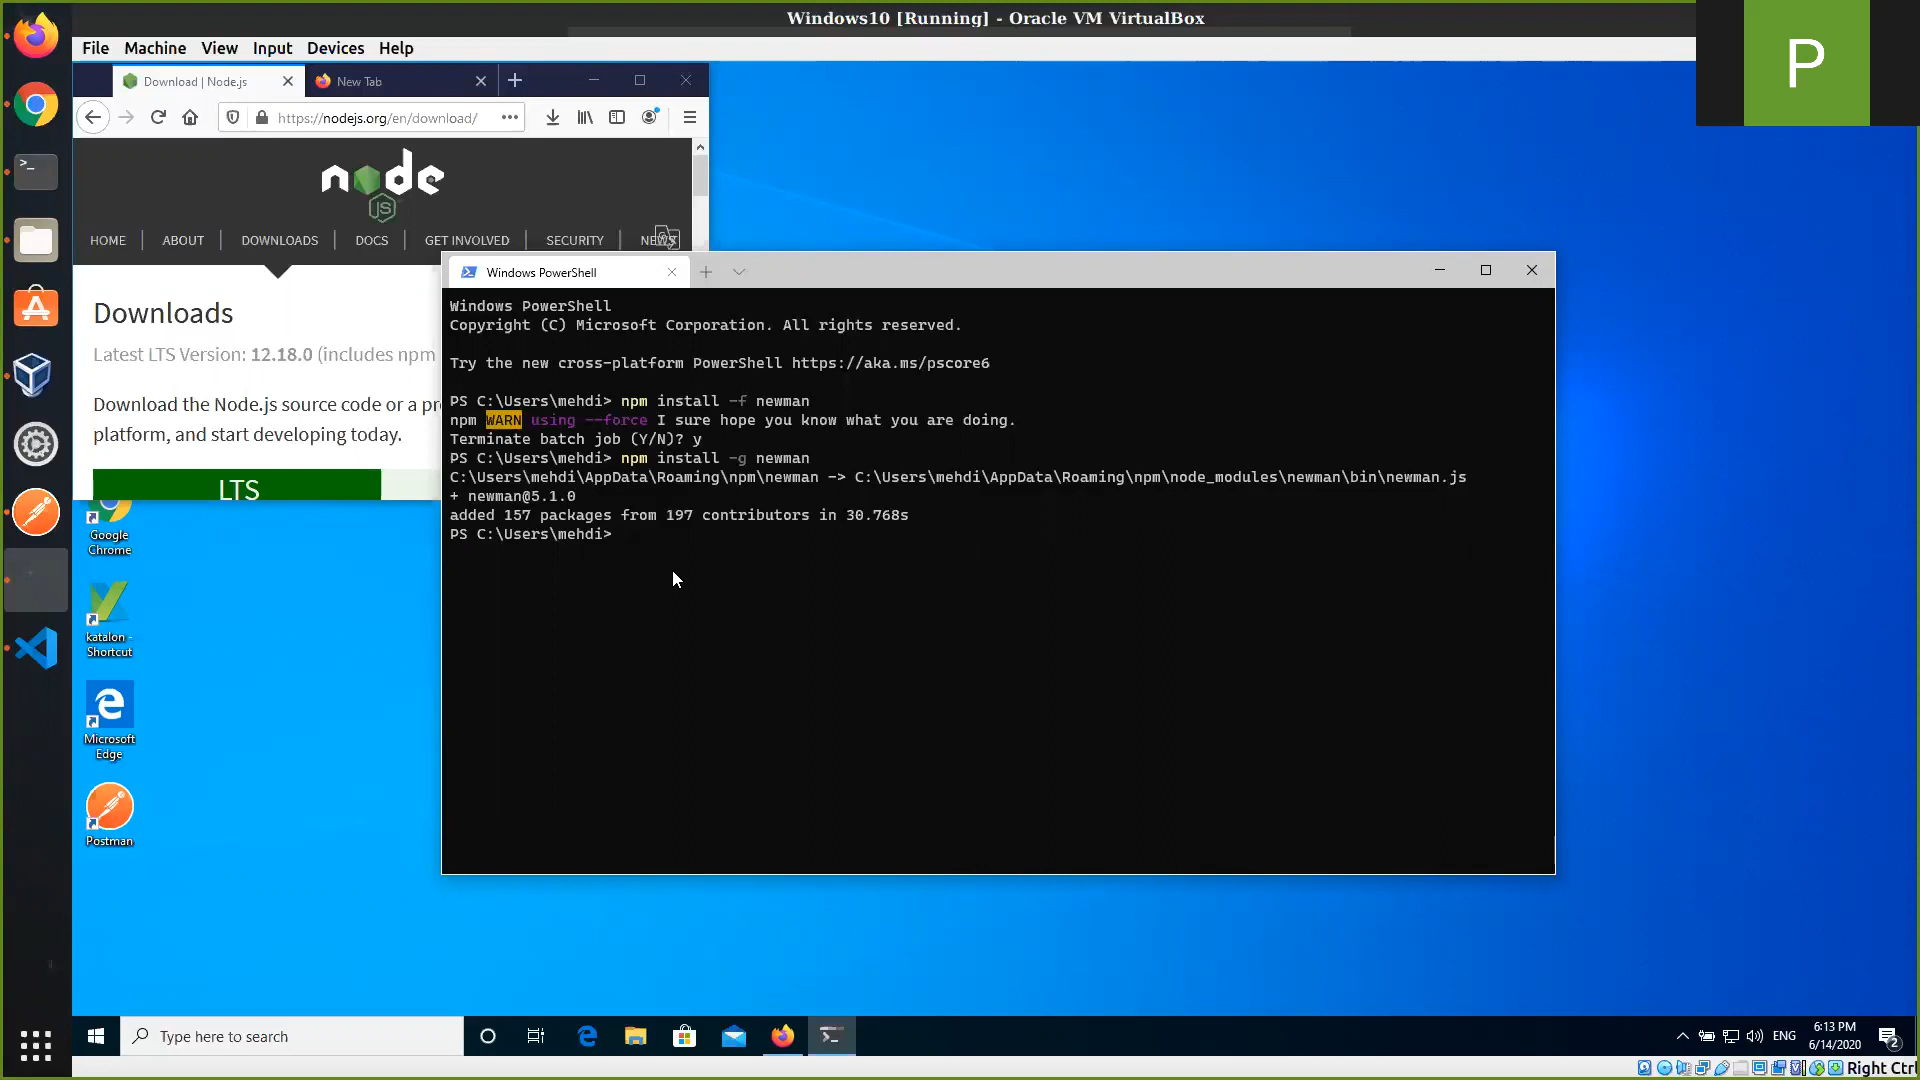 Windows10 [Running] - Oracle VM VirtualBox
File Machine View Input Devices Help
P
Download | Node.js
New Tab
https://nodejs.org/en/download/
node
JS
HOME ABOUT DOWNLOADS DOCS GET INVOLVED SECURITY NEWS
Downloads
Latest LTS Version: 12.18.0 (includes npm
Download the Node.js source code or a pr
platform, and start developing today.
LTS
Windows PowerShell
Windows PowerShell
Copyright (C) Microsoft Corporation. All rights reserved.
Try the new cross-platform PowerShell https://aka.ms/pscore6
PS C:\Users\mehdi> npm install -f newman
npm WARN using --force I sure hope you know what you are doing.
Terminate batch job (Y/N)? y
PS C:\Users\mehdi> npm install -g newman
C:\Users\mehdi\AppData\Roaming\npm\newman -> C:\Users\mehdi\AppData\Roaming\npm\node_modules\newman\bin\newman.js
+ newman@5.1.0
added 157 packages from 197 contributors in 30.768s
PS C:\Users\mehdi>
Google
Chrome
katalon -
Shortcut
Microsoft
Edge
Postman
Type here to search
ENG
6:13 PM
6/14/2020
2
Right Ctrl